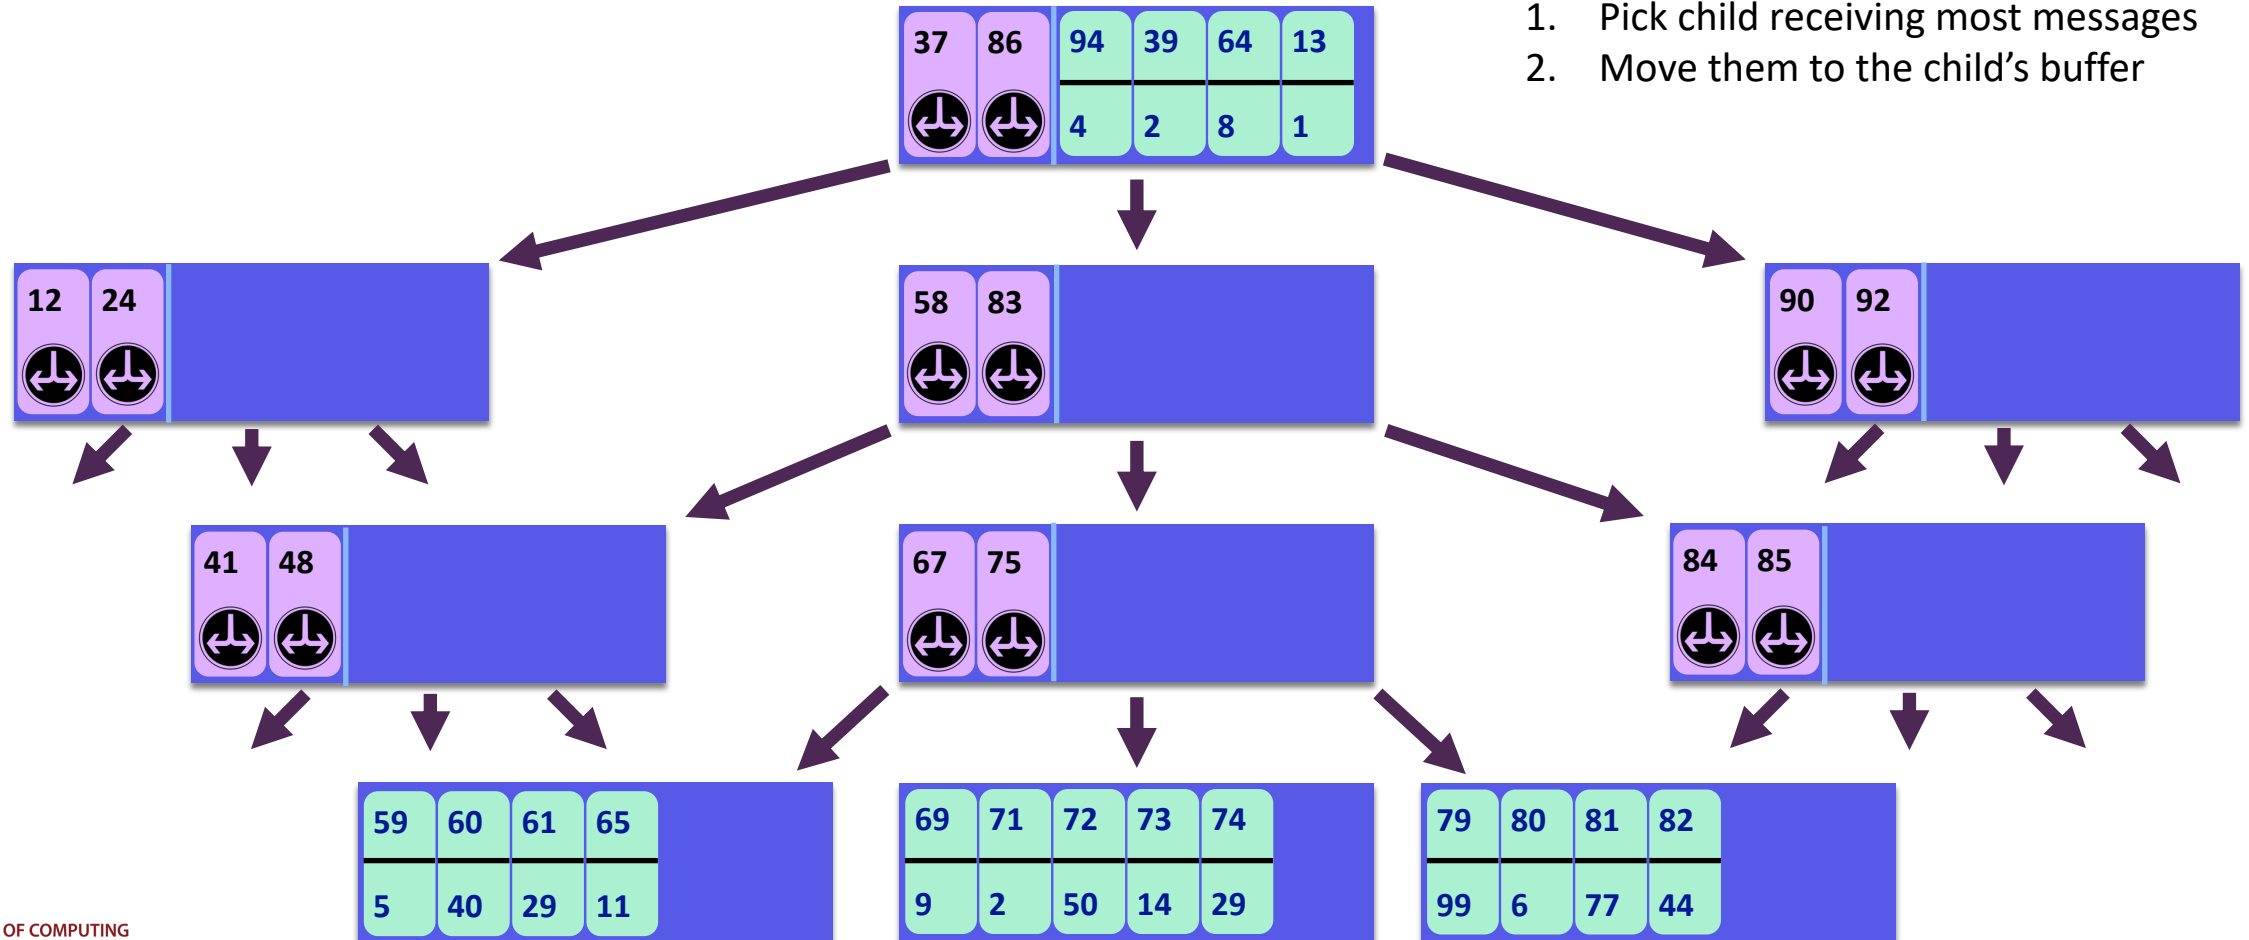 1. Pick child receiving most messages
2. Move them to the child's buffer
37 86 94 39 64 13
4 2 8 1
12 24
58 83
90 92
41 48
67 75
84 85
59 60 61 65
5 40 29 11
69 71 72 73 74
9 2 50 14 29
79 80 81 82
99 6 77 44
OF COMPUTING